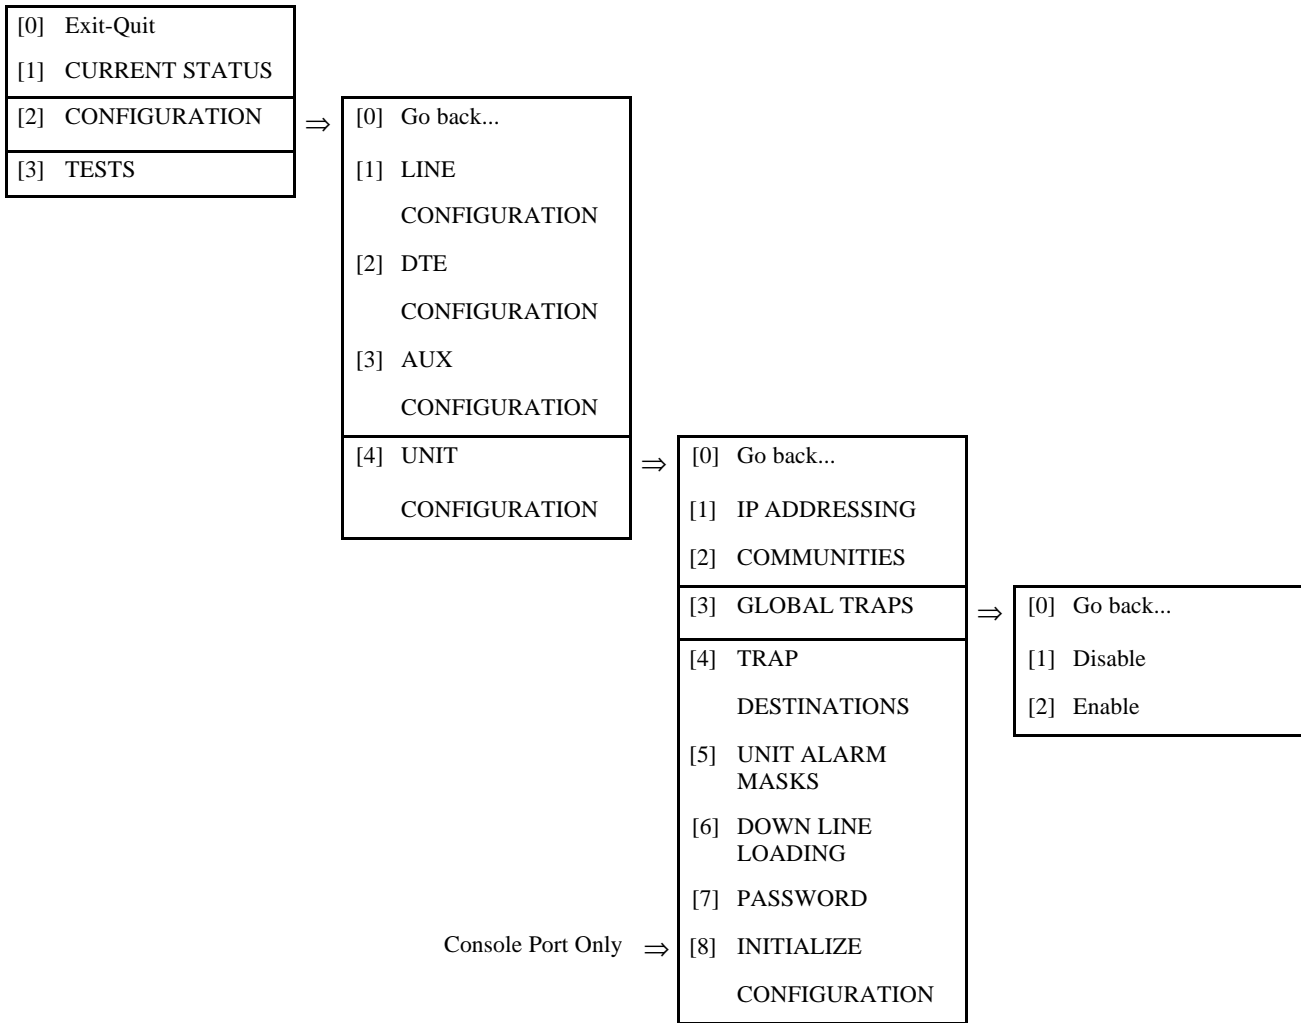 [0] Exit-Quit
[1] CURRENT STATUS
[2] CONFIGURATION
[3] TESTS
⇒
[0] Go back...
[1] LINE
CONFIGURATION
[2] DTE
CONFIGURATION
[3] AUX
CONFIGURATION
[4] UNIT
CONFIGURATION
⇒
[0] Go back...
[1] IP ADDRESSING
[2] COMMUNITIES
[3] GLOBAL TRAPS
[4] TRAP
DESTINATIONS
[5] UNIT ALARM
MASKS
[6] DOWN LINE
LOADING
[7] PASSWORD
Console Port Only ⇒ [8] INITIALIZE
CONFIGURATION
⇒
[0] Go back...
[1] Disable
[2] Enable